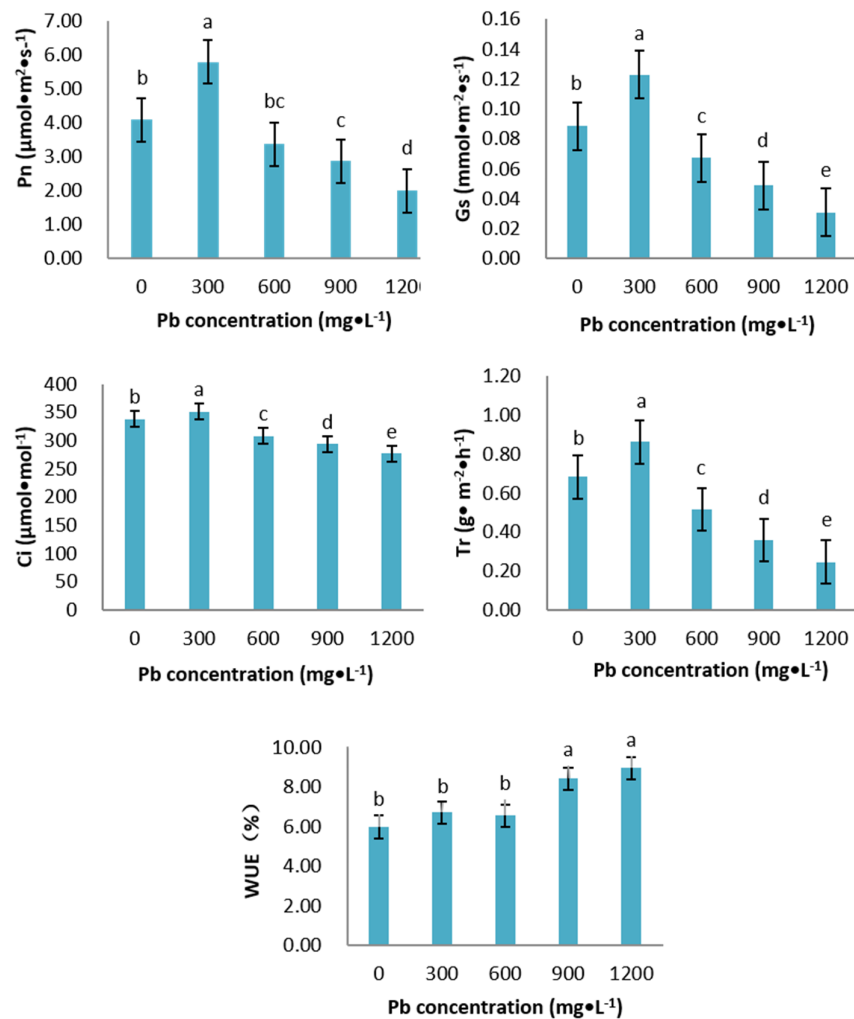 7.00
6.00
5.00
4.00
3.00
2.00
1.00
0.00
Pn (μmol●m²●s-¹)
b
a
bc
c
d
0 300 600 900 1200
Pb concentration (mg●L-¹)
0.16
0.14
0.12
0.10
0.08
0.06
0.04
0.02
0.00
Gs (mmol●m-²●s-¹)
b
a
c
d
e
0 300 600 900 1200
Pb concentration (mg●L-¹)
400
350
300
250
200
150
100
50
0
Ci (μmol●mol-¹)
b
a
c
d
e
0 300 600 900 1200
Pb concentration (mg●L-¹)
1.20
1.00
0.80
0.60
0.40
0.20
0.00
Tr (g● m-²●h-¹)
b
a
c
d
e
0 300 600 900 1200
Pb concentration (mg●L-¹)
10.00
8.00
6.00
4.00
2.00
0.00
WUE （%）
b
b
b
a
a
0 300 600 900 1200
Pb concentration (mg●L-¹)